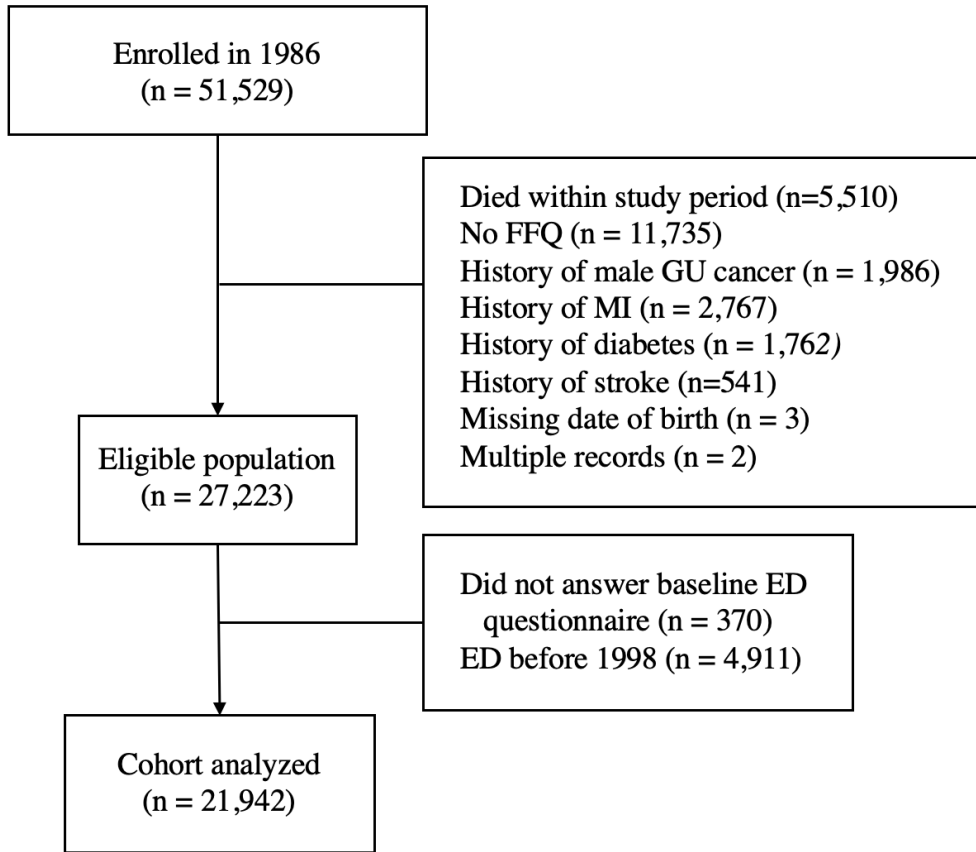 Enrolled in 1986
(n = 51,529)
Died within study period (n=5,510)
No FFQ (n = 11,735)
History of male GU cancer (n = 1,986)
History of MI (n = 2,767)
History of diabetes (n = 1,762)
History of stroke (n=541)
Missing date of birth (n = 3)
Multiple records (n = 2)
Eligible population
(n = 27,223)
Did not answer baseline ED
questionnaire (n = 370)
ED before 1998 (n = 4,911)
Cohort analyzed
(n = 21,942)